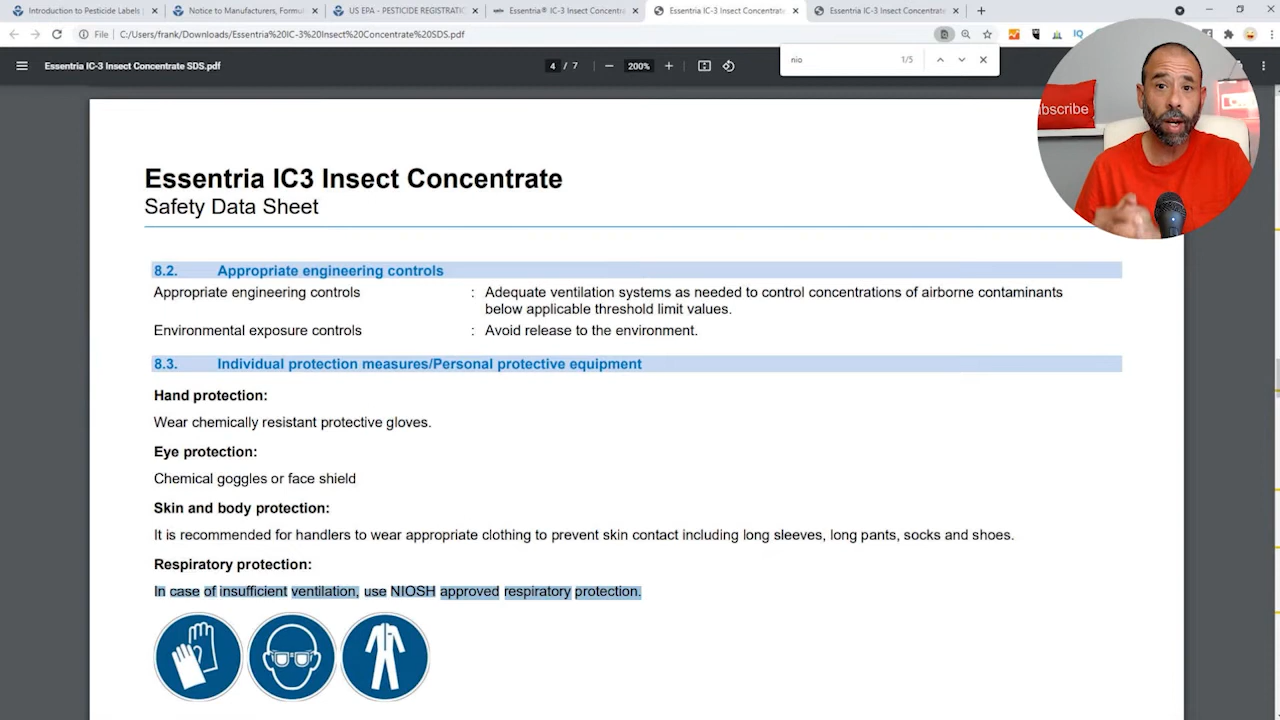 Introduction to Pesticide Labels |
Notice to Manufacturers, Formul
US EPA - PESTICIDE REGISTRATIO
Essentria® IC-3 Insect Concentrat
Essentria IC-3 Insect Concentrate
Essentria IC-3 Insect Concentrate
File | C:/Users/frank/Downloads/Essentria%20IC-3%20Insect%20Concentrate%20SDS.pdf
Essentria IC-3 Insect Concentrate SDS.pdf
4 / 7
200%
nio
1/5
ubscribe
Essentria IC3 Insect Concentrate
Safety Data Sheet
8.2. Appropriate engineering controls
Appropriate engineering controls : Adequate ventilation systems as needed to control concentrations of airborne contaminants
below applicable threshold limit values.
Environmental exposure controls : Avoid release to the environment.
8.3. Individual protection measures/Personal protective equipment
Hand protection:
Wear chemically resistant protective gloves.
Eye protection:
Chemical goggles or face shield
Skin and body protection:
It is recommended for handlers to wear appropriate clothing to prevent skin contact including long sleeves, long pants, socks and shoes.
Respiratory protection:
In case of insufficient ventilation, use NIOSH approved respiratory protection.